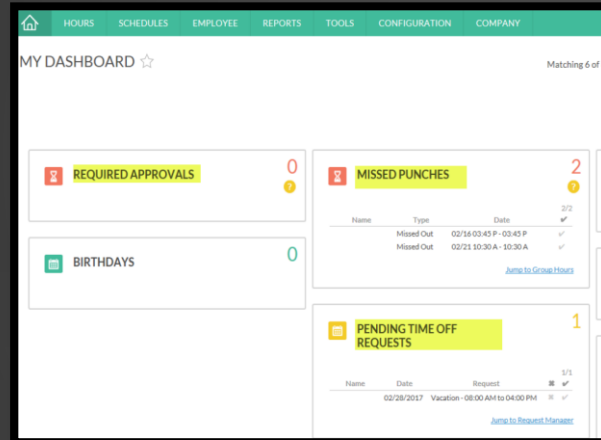 HOURS SCHEDULES EMPLOYEE REPORTS TOOLS CONFIGURATION COMPANY
MY DASHBOARD
Matching 6 of
REQUIRED APPROVALS 0
?
BIRTHDAYS 0
MISSED PUNCHES 2
?
2/2
Name Type Date
Missed Out 02/16 03:45 P - 03:45 P
Missed Out 02/21 10:30 A - 10:30 A
Jump to Group Hours
PENDING TIME OFF 1
REQUESTS
1/1
Name Date Request
02/28/2017 Vacation - 08:00 AM to 04:00 PM
Jump to Request Manager